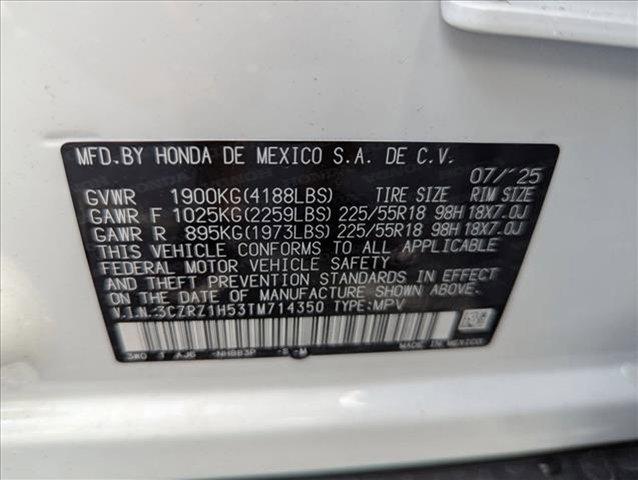 MFD.BY HONDA DE MEXICO S.A. DE C.V.
07/25
GVWR 1900KG(4188LBS) TIRE SIZE RIM SIZE
GAWR F 1025KG(2259LBS) 225/55R18 98H 18X7.0J
GAWR R 895KG(1973LBS) 225/55R18 98H 18X7.0J
THIS VEHICLE CONFORMS TO ALL APPLICABLE
FEDERAL MOTOR VEHICLE SAFETY
AND THEFT PREVENTION STANDARDS IN EFFECT
ON THE DATE OF MANUFACTURE SHOWN ABOVE.
V.I.N.:3CZRZ1H53TM714350 TYPE:MPV
3W0 AJ6 NH883P S M
MADE IN MEXICO